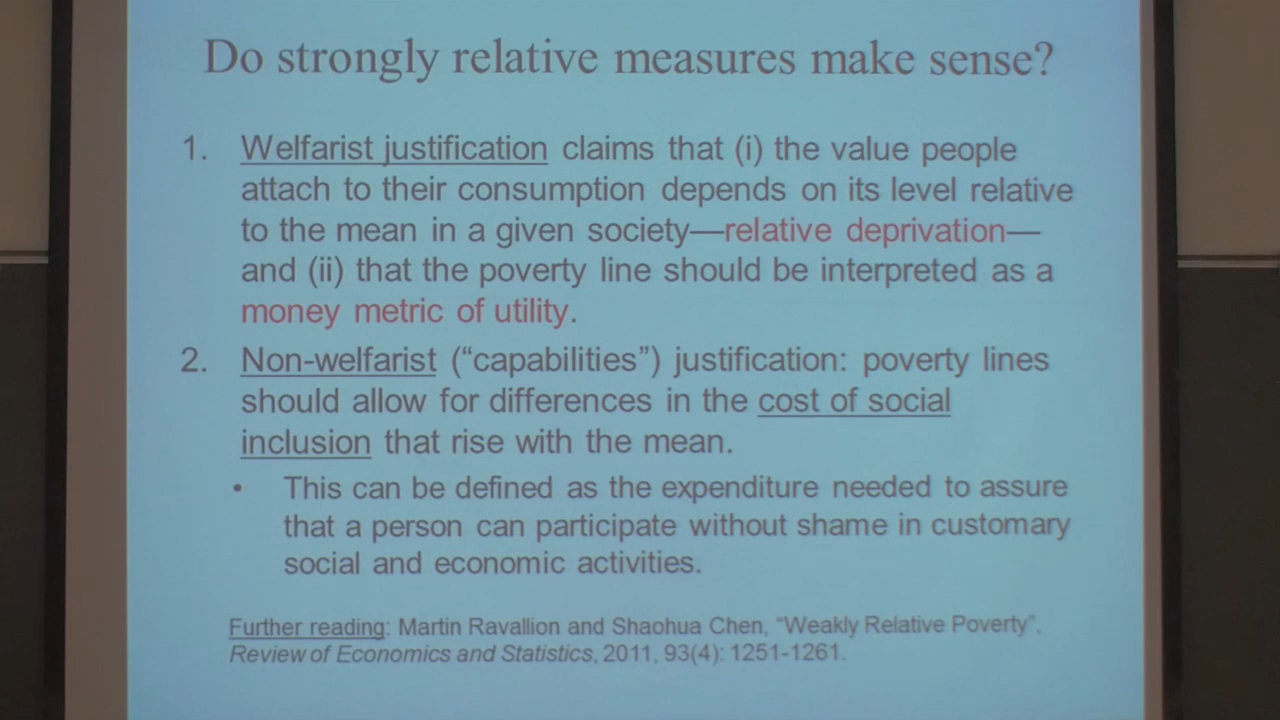 Do strongly relative measures make sense?
1. Welfarist justification claims that (i) the value people
attach to their consumption depends on its level relative
to the mean in a given society—relative deprivation—
and (ii) that the poverty line should be interpreted as a
money metric of utility.
2. Non-welfarist (“capabilities”) justification: poverty lines
should allow for differences in the cost of social
inclusion that rise with the mean.
• This can be defined as the expenditure needed to assure
that a person can participate without shame in customary
social and economic activities.
Further reading: Martin Ravallion and Shaohua Chen, “Weakly Relative Poverty”,
Review of Economics and Statistics, 2011, 93(4): 1251-1261.